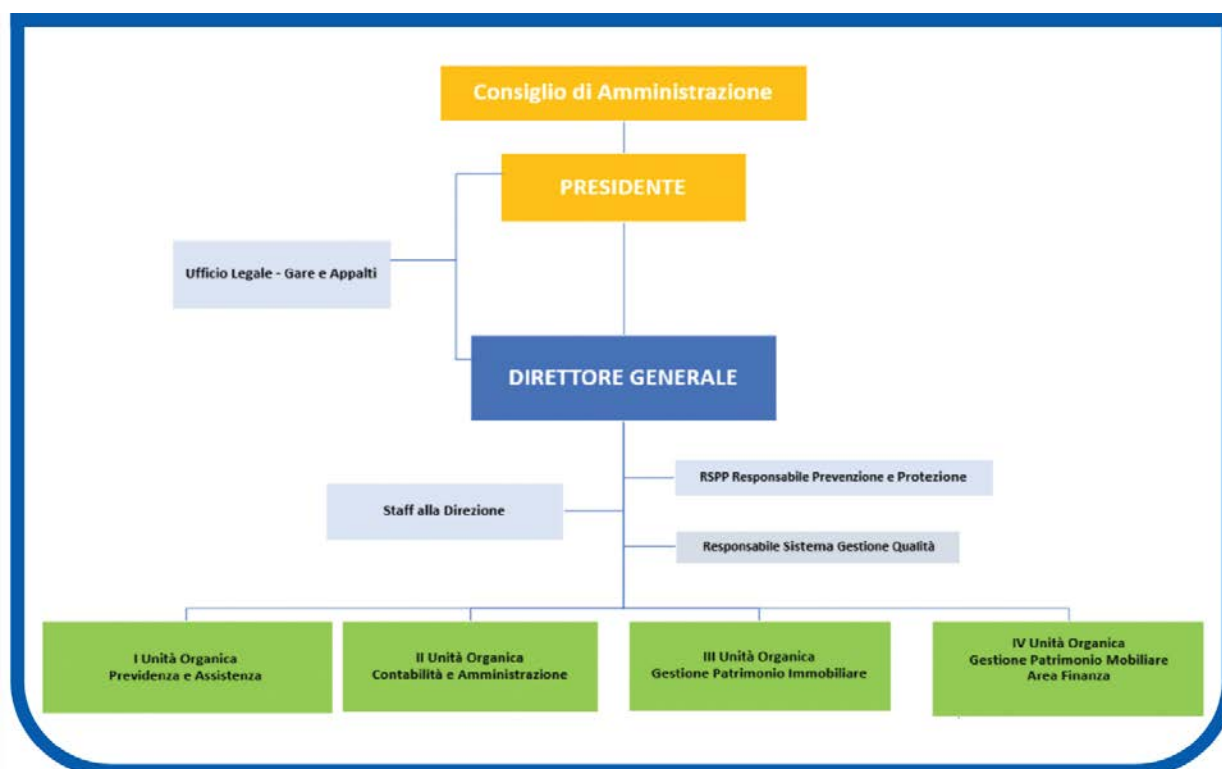 Consiglio di Amministrazione
PRESIDENTE
Ufficio Legale - Gare e Appalti
DIRETTORE GENERALE
RSPP Responsabile Prevenzione e Protezione
Staff alla Direzione
Responsabile Sistema Gestione Qualità
I Unità Organica
Previdenza e Assistenza
II Unità Organica
Contabilità e Amministrazione
III Unità Organica
Gestione Patrimonio Immobiliare
IV Unità Organica
Gestione Patrimonio Mobiliare
Area Finanza